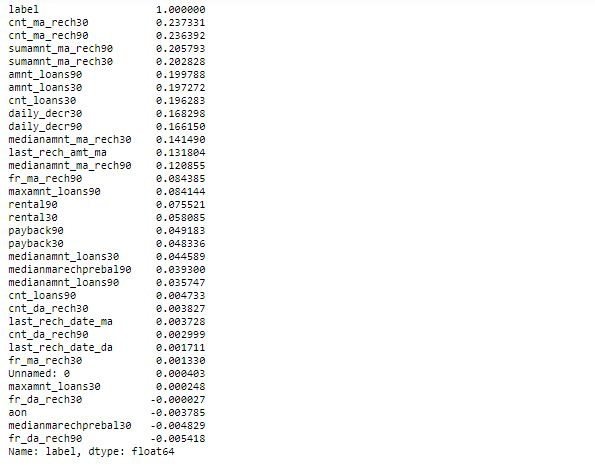 label 1.000000
cnt_ma_rech30 0.237331
cnt_ma_rech90 0.236392
sumamnt_ma_rech90 0.205793
sumamnt_ma_rech30 0.202828
amnt_loans90 0.199788
amnt_loans30 0.197272
cnt_loans30 0.196283
daily_decr30 0.168298
daily_decr90 0.166150
medianamnt_ma_rech30 0.141490
last_rech_amt_ma 0.131804
medianamnt_ma_rech90 0.120855
fr_ma_rech90 0.084385
maxamnt_loans90 0.084144
rental90 0.075521
rental30 0.058085
payback90 0.049183
payback30 0.048336
medianamnt_loans30 0.044589
medianmarechprebal90 0.039300
medianamnt_loans90 0.035747
cnt_loans90 0.004733
cnt_da_rech30 0.003827
last_rech_date_ma 0.003728
cnt_da_rech90 0.002999
last_rech_date_da 0.001711
fr_ma_rech30 0.001330
Unnamed: 0 0.000403
maxamnt_loans30 0.000248
fr_da_rech30 -0.000027
aon -0.003785
medianmarechprebal30 -0.004829
fr_da_rech90 -0.005418
Name: label, dtype: float64